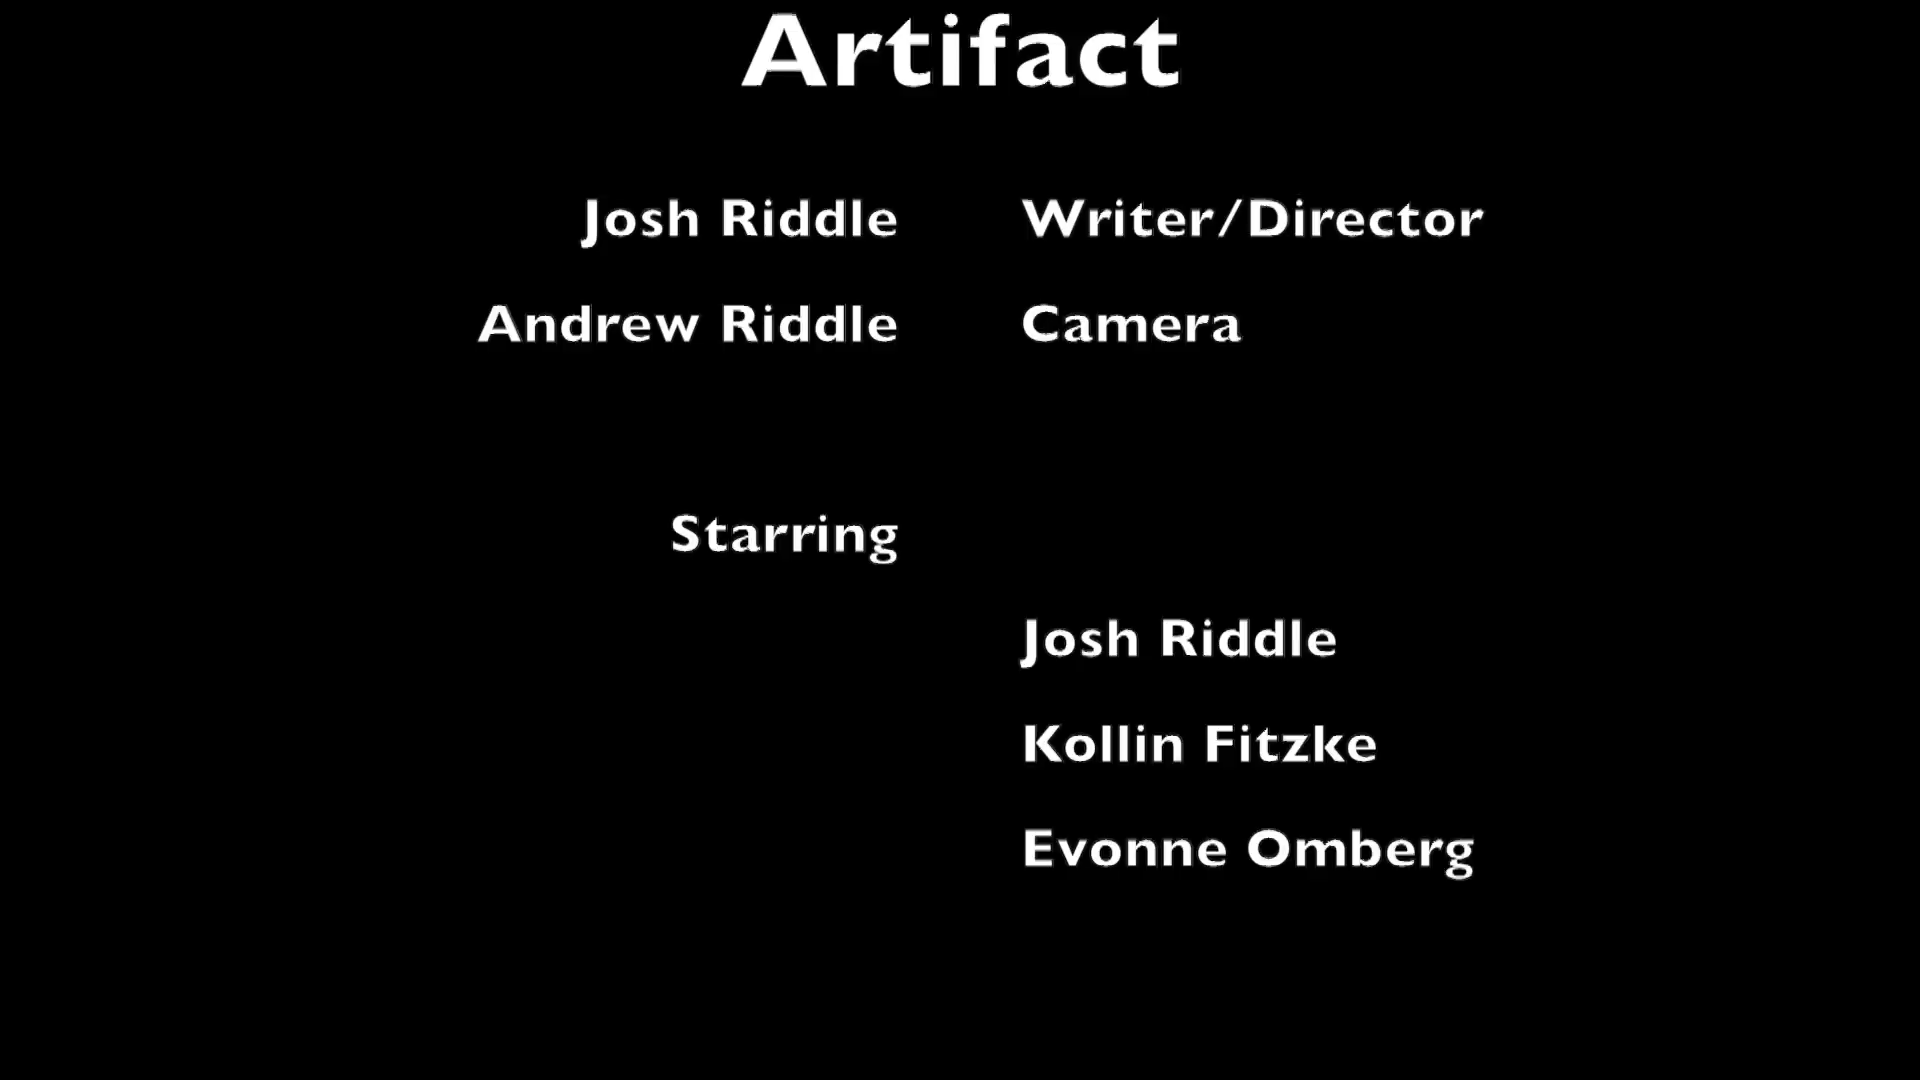 Artifact
Josh Riddle Writer/Director
Andrew Riddle Camera
Starring
Josh Riddle
Kollin Fitzke
Evonne Omberg